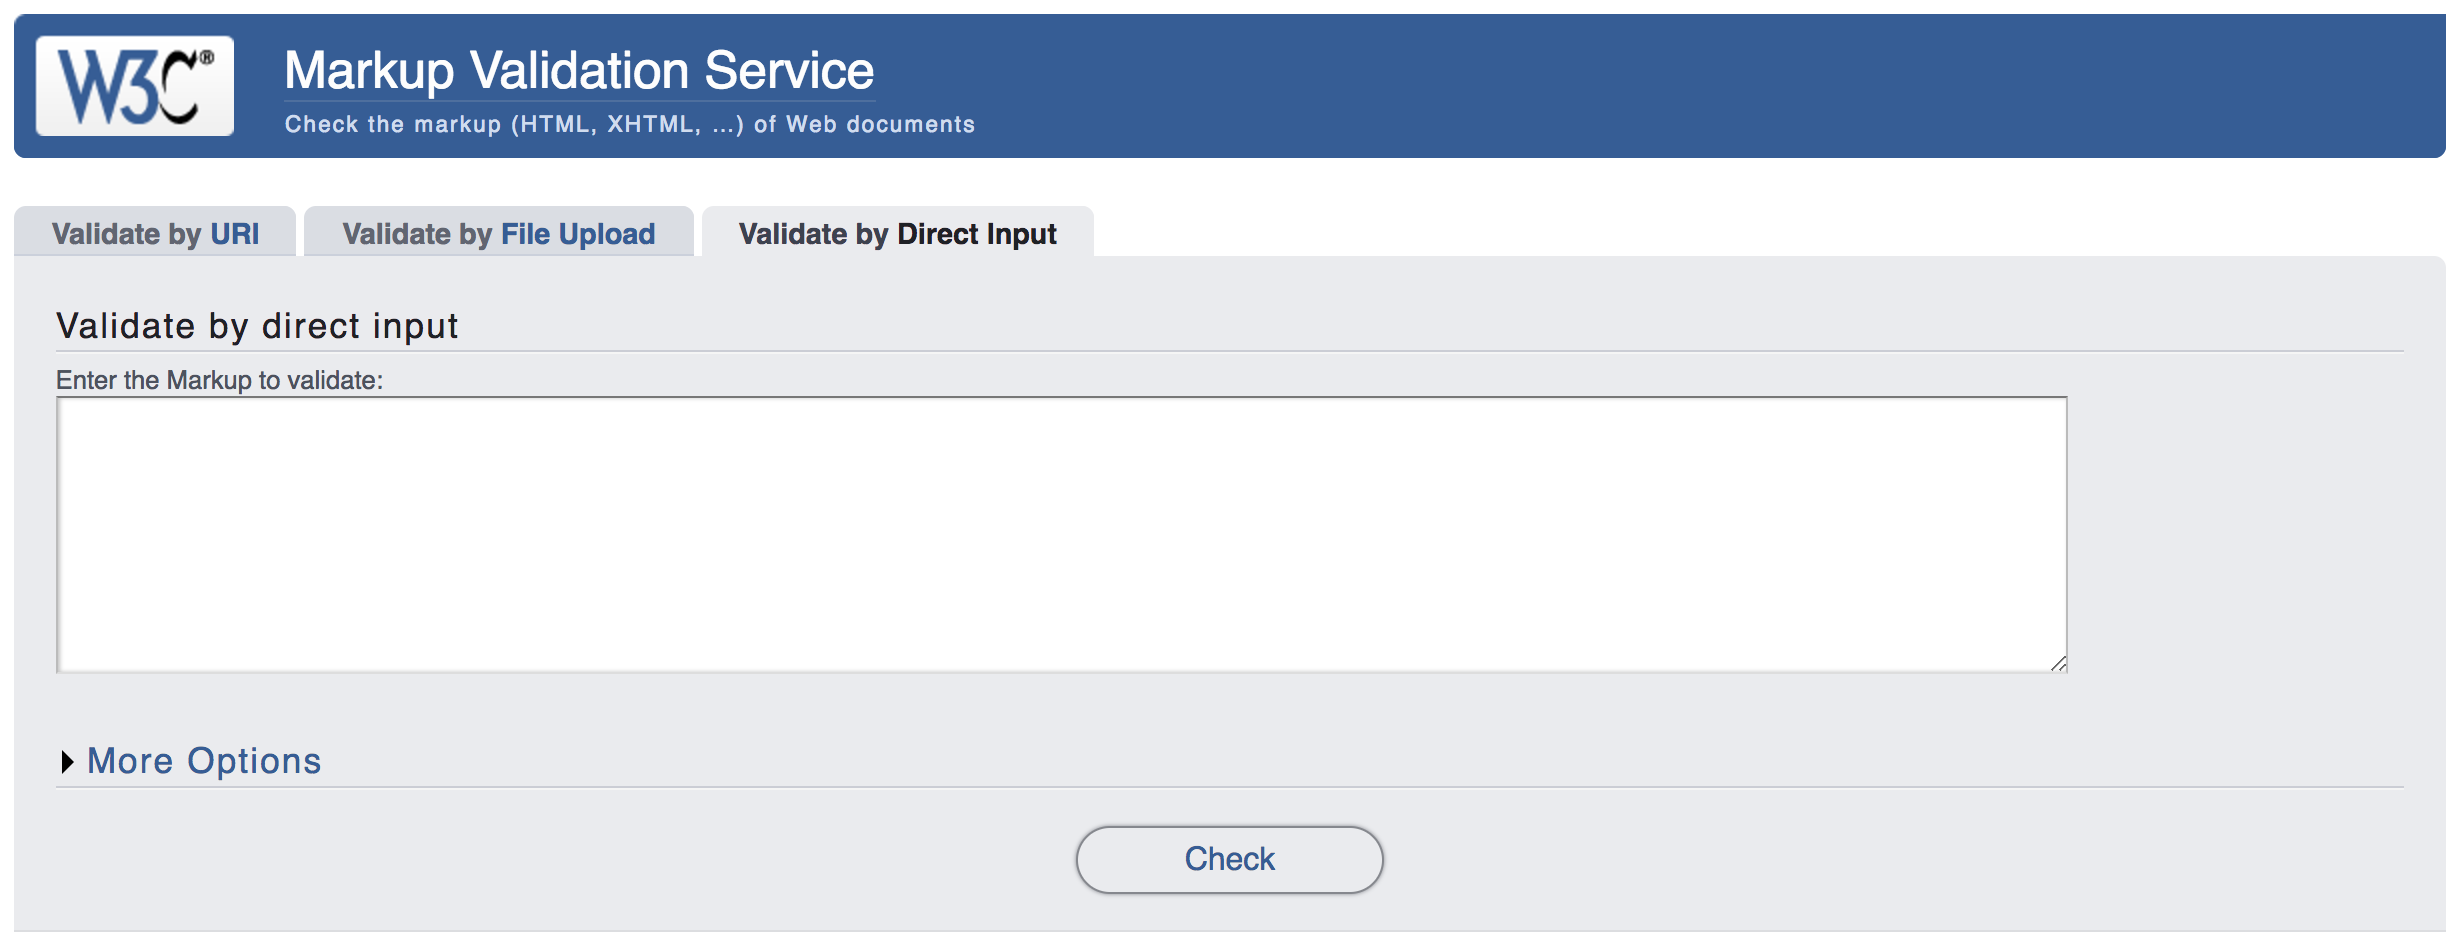 W3C®
Markup Validation Service
Check the markup (HTML, XHTML, ...) of Web documents
Validate by URI
Validate by File Upload
Validate by Direct Input
Validate by direct input
Enter the Markup to validate:
More Options
Check